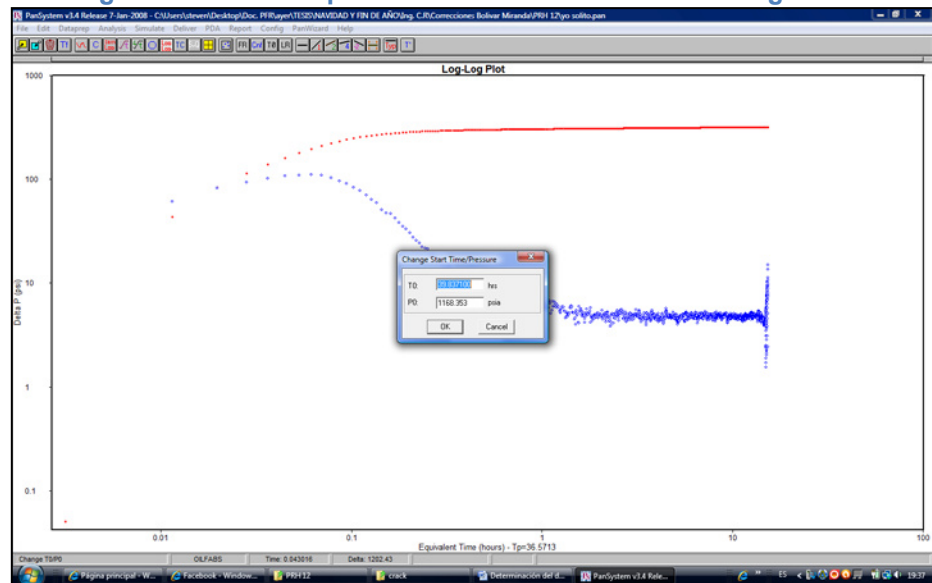 PanSystem v3.4 Release 7-Jan-2008 - C:\Users\steven\Desktop\Doc. PFR\ayer\TESIS\NAVIDAD Y FIN DE AÑO\Ing. C.R\Correcciones Bolivar Miranda\PRH 12\yo solito.pan
File Edit Dataprep Analysis Simulate Deliver PDA Report Config PanWizard Help
Log-Log Plot
1000
100
10
1
0.1
Delta P (psi)
Change Start Time/Pressure
T0: hrs
P0: 1168.353 psia
OK Cancel
0.01 0.1 1 10 100
Equivalent Time (hours) - Tp=36.5713
Change T0/P0 OILFABS Time: 0.043016 Delta: 1202.43
Página principal - W... Facebook - Window... PRH 12 crack Determinación del d... PanSystem v3.4 Rele... ES 19:37